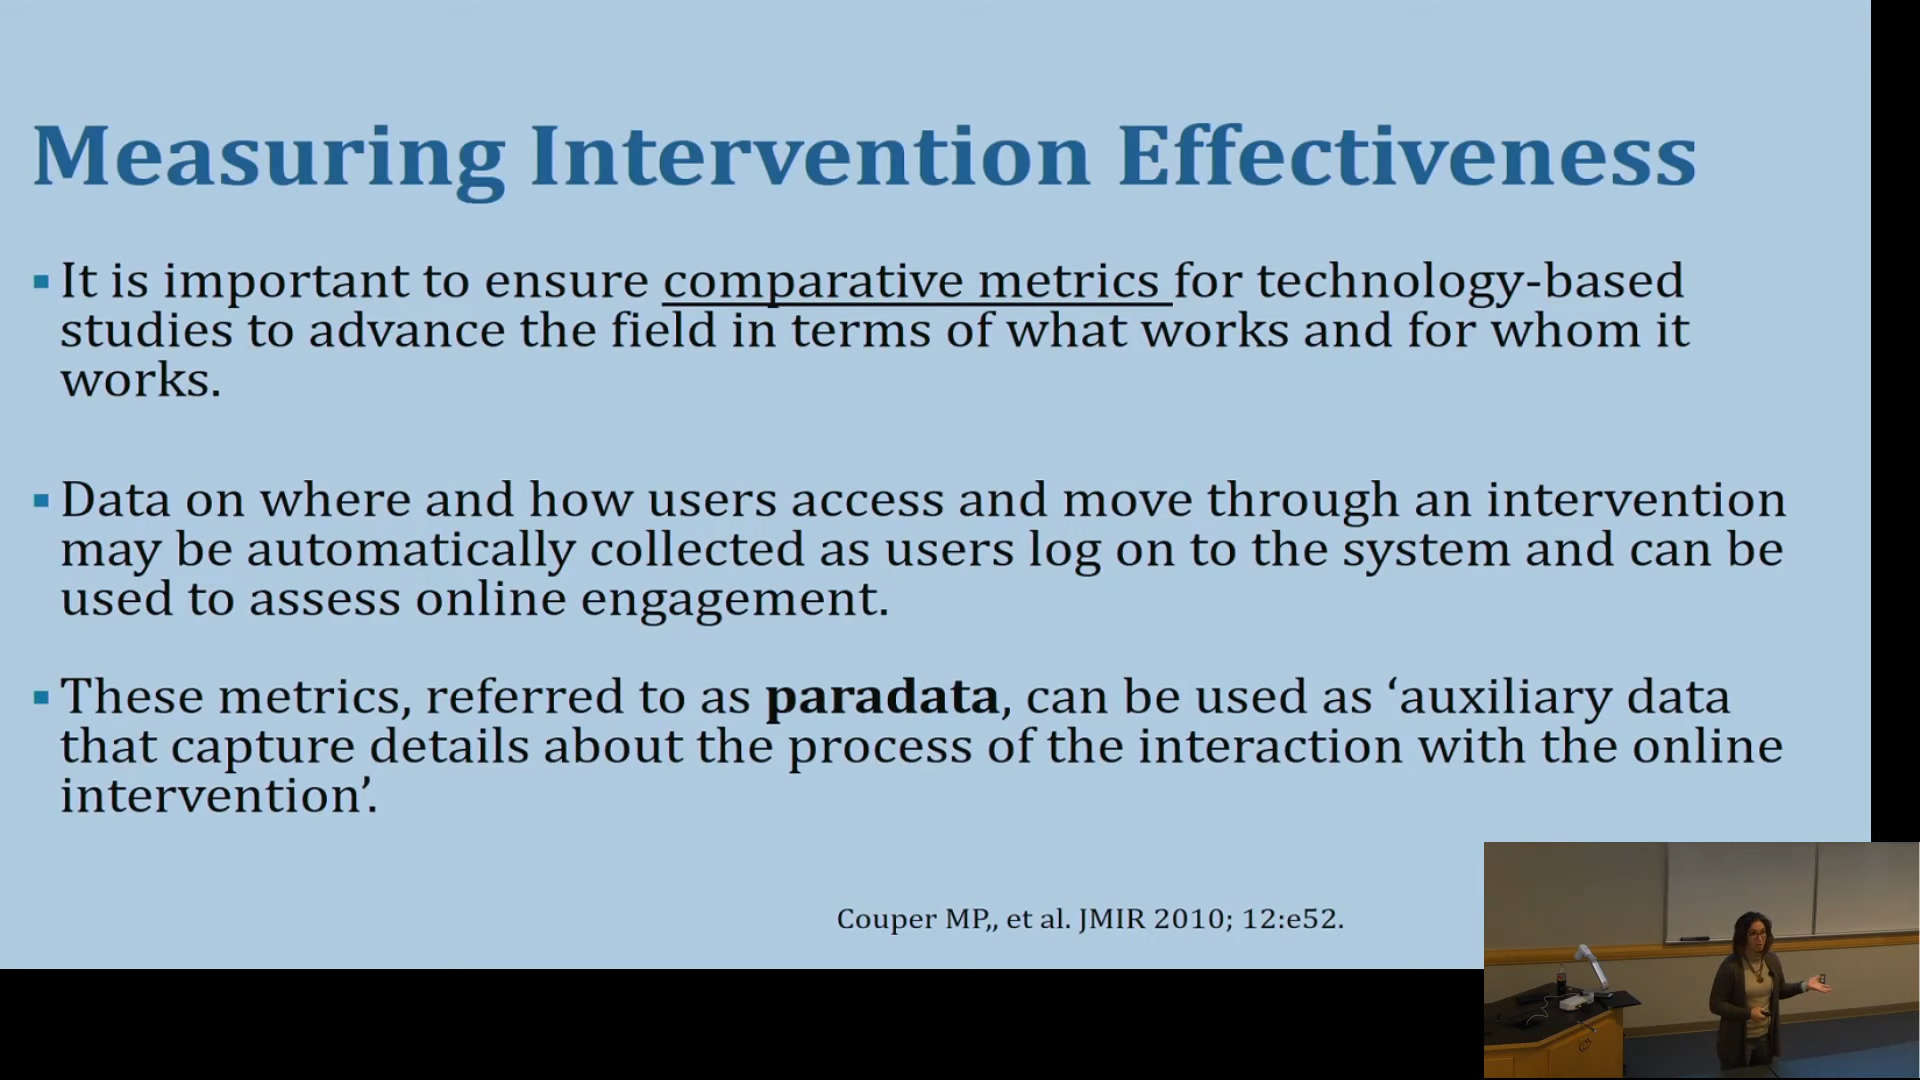 Measuring Intervention Effectiveness
▪ It is important to ensure comparative metrics for technology-based
studies to advance the field in terms of what works and for whom it
works.
▪ Data on where and how users access and move through an intervention
may be automatically collected as users log on to the system and can be
used to assess online engagement.
▪ These metrics, referred to as paradata, can be used as ‘auxiliary data
that capture details about the process of the interaction with the online
intervention’.
Couper MP,, et al. JMIR 2010; 12:e52.